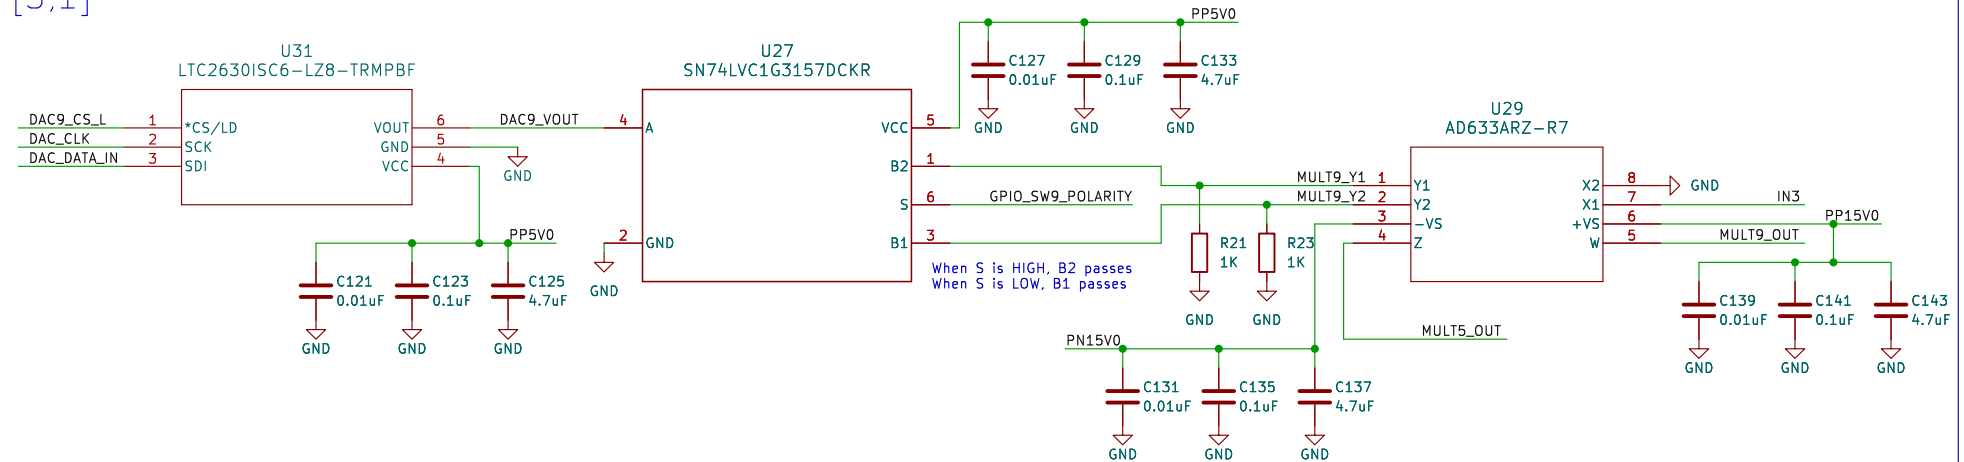 [3,1]
U31
LTC2630ISC6-LZ8-TRMPBF
DAC9_CS_L 1 *CS/LD
DAC_CLK 2 SCK
DAC_DATA_IN 3 SDI
VOUT 6 DAC9_VOUT
GND 5
GND
VCC 4
PP5V0
C121
0.01uF
GND
C123
0.1uF
GND
C125
4.7uF
GND
U27
SN74LVC1G3157DCKR
4 A
2 GND
GND
VCC 5
B2 1
S 6 GPIO_SW9_POLARITY
B1 3
When S is HIGH, B2 passes
When S is LOW, B1 passes
PP5V0
C127
0.01uF
GND
C129
0.1uF
GND
C133
4.7uF
GND
R21
1K
GND
R23
1K
GND
U29
AD633ARZ-R7
MULT9_Y1 1 Y1
MULT9_Y2 2 Y2
3 -VS
4 Z
MULT5_OUT
X2 8 GND
X1 7 IN3
+VS 6 PP15V0
W 5 MULT9_OUT
PN15V0
C131
0.01uF
GND
C135
0.1uF
GND
C137
4.7uF
GND
C139
0.01uF
GND
C141
0.1uF
GND
C143
4.7uF
GND